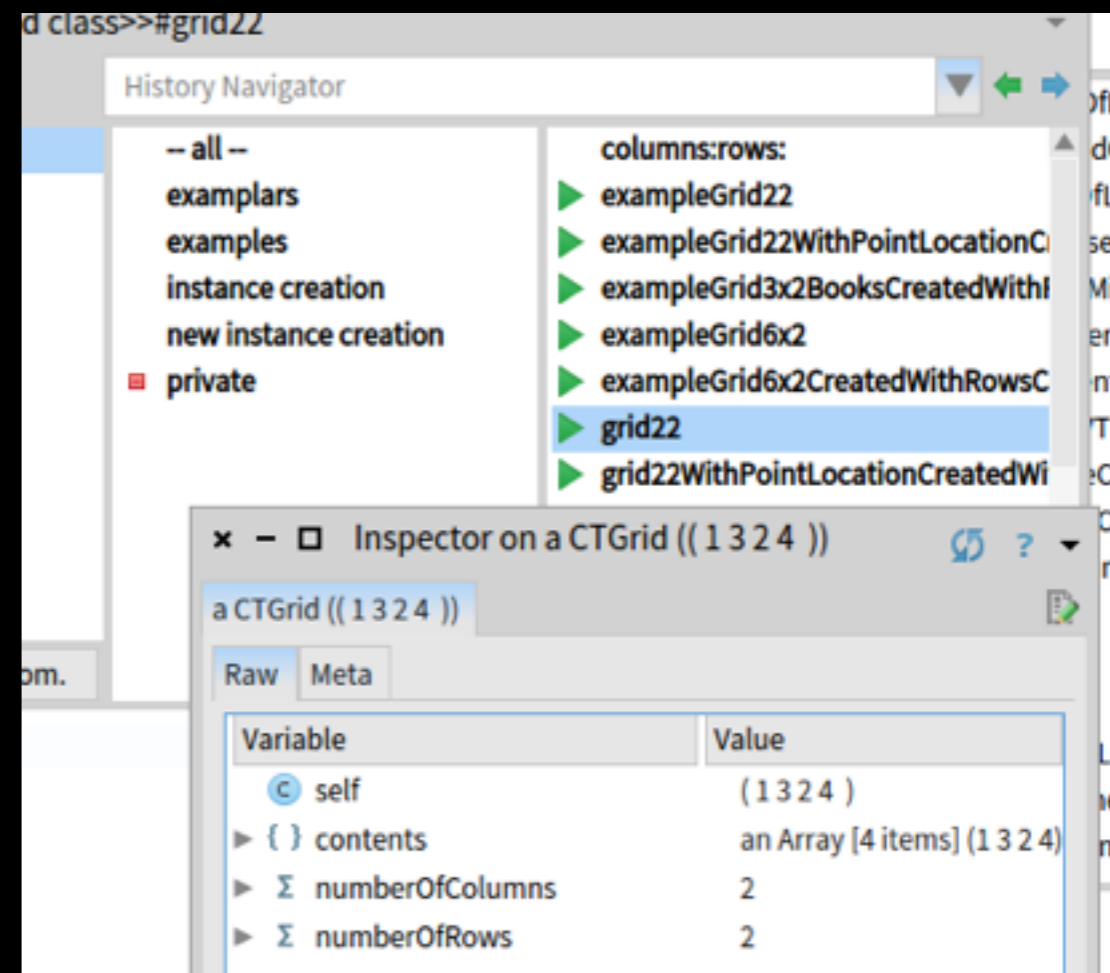 d class>>#grid22
History Navigator
-- all --
examplars
examples
instance creation
new instance creation
private
columns:rows:
exampleGrid22
exampleGrid22WithPointLocationC
exampleGrid3x2BooksCreatedWith
exampleGrid6x2
exampleGrid6x2CreatedWithRowsC
grid22
grid22WithPointLocationCreatedWi
om.
Inspector on a CTGrid (( 1 3 2 4 ))
?
a CTGrid (( 1 3 2 4 ))
Raw Meta
Variable Value
C self ( 1 3 2 4 )
{ } contents an Array [4 items] (1 3 2 4)
Σ numberOfColumns 2
Σ numberOfRows 2